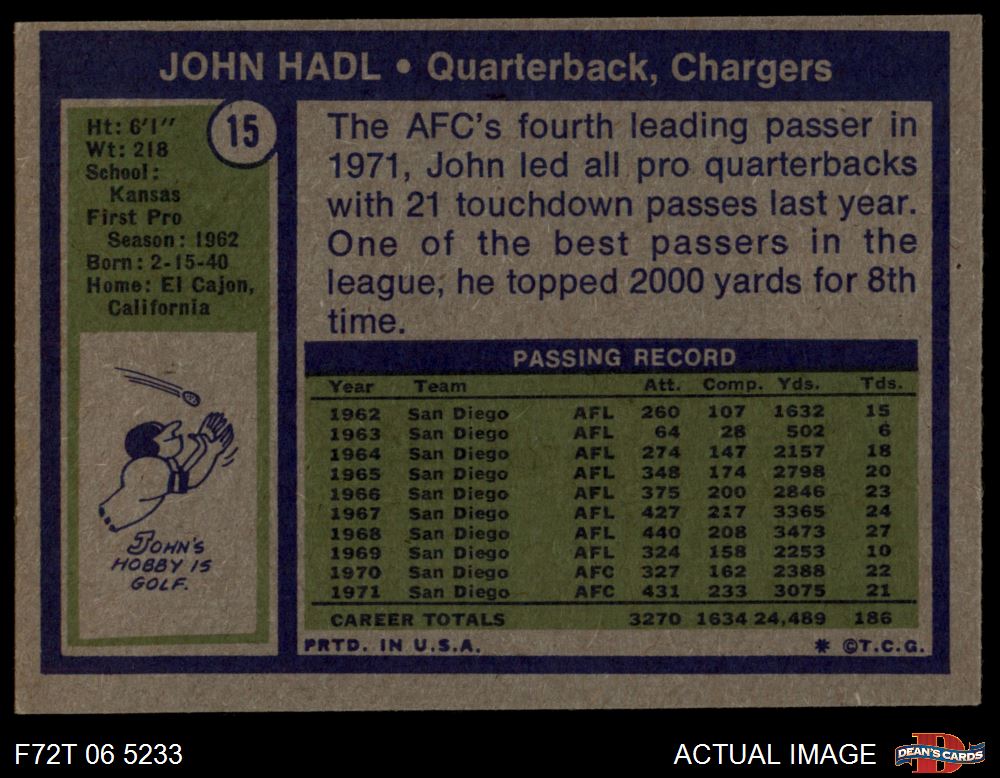 JOHN HADL • Quarterback, Chargers
15
Ht: 6'1"
Wt: 218
School:
Kansas
First Pro
Season: 1962
Born: 2-15-40
Home: El Cajon,
California
JOHN'S
HOBBY IS
GOLF.
The AFC's fourth leading passer in
1971, John led all pro quarterbacks
with 21 touchdown passes last year.
One of the best passers in the
league, he topped 2000 yards for 8th
time.
PASSING RECORD
Year Team Att. Comp. Yds. Tds.
1962 San Diego AFL 260 107 1632 15
1963 San Diego AFL 64 28 502 6
1964 San Diego AFL 274 147 2157 18
1965 San Diego AFL 348 174 2798 20
1966 San Diego AFL 375 200 2846 23
1967 San Diego AFL 427 217 3365 24
1968 San Diego AFL 440 208 3473 27
1969 San Diego AFL 324 158 2253 10
1970 San Diego AFC 327 162 2388 22
1971 San Diego AFC 431 233 3075 21
CAREER TOTALS 3270 1634 24,489 186
PRTD. IN U.S.A. * ©T.C.G.
F72T 06 5233
ACTUAL IMAGE
D
DEAN'S CARDS